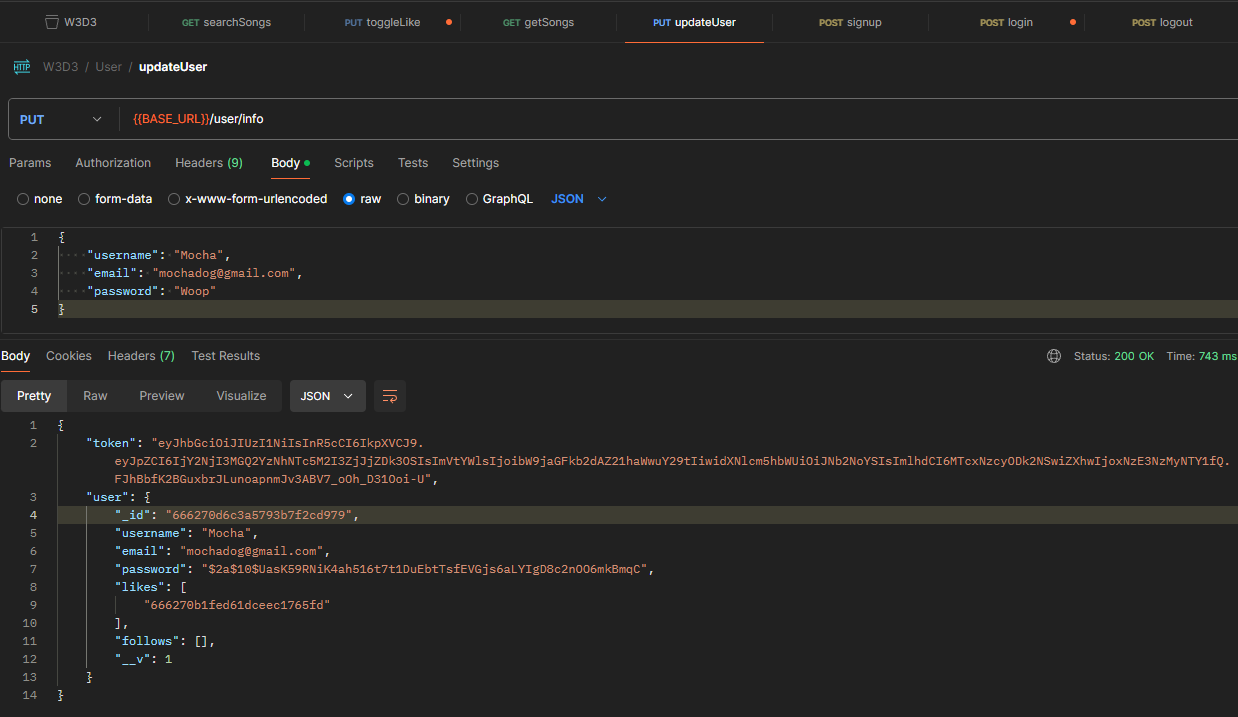 W3D3 GET searchSongs PUT toggleLike GET getSongs PUT updateUser POST signup POST login POST logout
HTTP W3D3 / User / updateUser
PUT {{BASE_URL}}/user/info
Params Authorization Headers (9) Body Scripts Tests Settings
none form-data x-www-form-urlencoded raw binary GraphQL JSON
1 {
2 "username": "Mocha",
3 "email": "mochadog@gmail.com",
4 "password": "Woop"
5 }
Body Cookies Headers (7) Test Results Status: 200 OK Time: 743 ms
Pretty Raw Preview Visualize JSON
1 {
2 "token": "eyJhbGciOiJIUzI1NiIsInR5cCI6IkpXVCJ9.
eyJpZCI6IjY2NjI3MGQ2YzNhNTc5M2I3ZjJjZDk3OSIsImVtYWlsIjoibW9jaGFkb2dAZ21haWwuY29tIiwidXNlcm5hbWUiOiJNb2NoYSIsImlhdCI6MTcxNzcyODk2NSwiZXhwIjoxNzE3NzMyNTY1fQ.
FJhBbfK2BGuxbrJLunoapnmJv3ABV7_oOh_D31Ooi-U",
3 "user": {
4 "_id": "666270d6c3a5793b7f2cd979",
5 "username": "Mocha",
6 "email": "mochadog@gmail.com",
7 "password": "$2a$10$UasK59RNiK4ah516t7t1DuEbtTsfEVGjs6aLYIgD8c2nOO6mkBmqC",
8 "likes": [
9 "666270b1fed61dceec1765fd"
10 ],
11 "follows": [],
12 "__v": 1
13 }
14 }